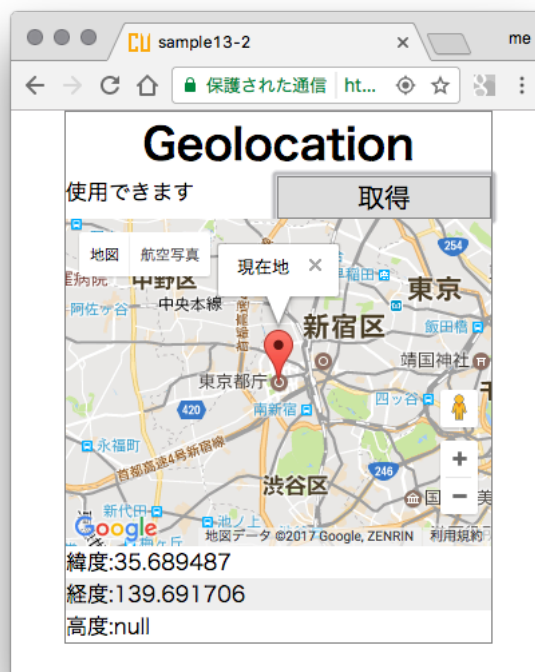 sample13-2
me
保護された通信 ht...
Geolocation
使用できます
取得
地図 航空写真
現在地
254
中野区
東京
中央本線
阿佐ヶ谷
新宿区
飯田橋
靖国神社
東京都庁
420
南新宿
四ッ谷
永福町
首都高速4号新宿線
246
渋谷区
新代田
池ノ上
Google
地図データ ©2017 Google, ZENRIN 利用規約
緯度:35.689487
経度:139.691706
高度:null